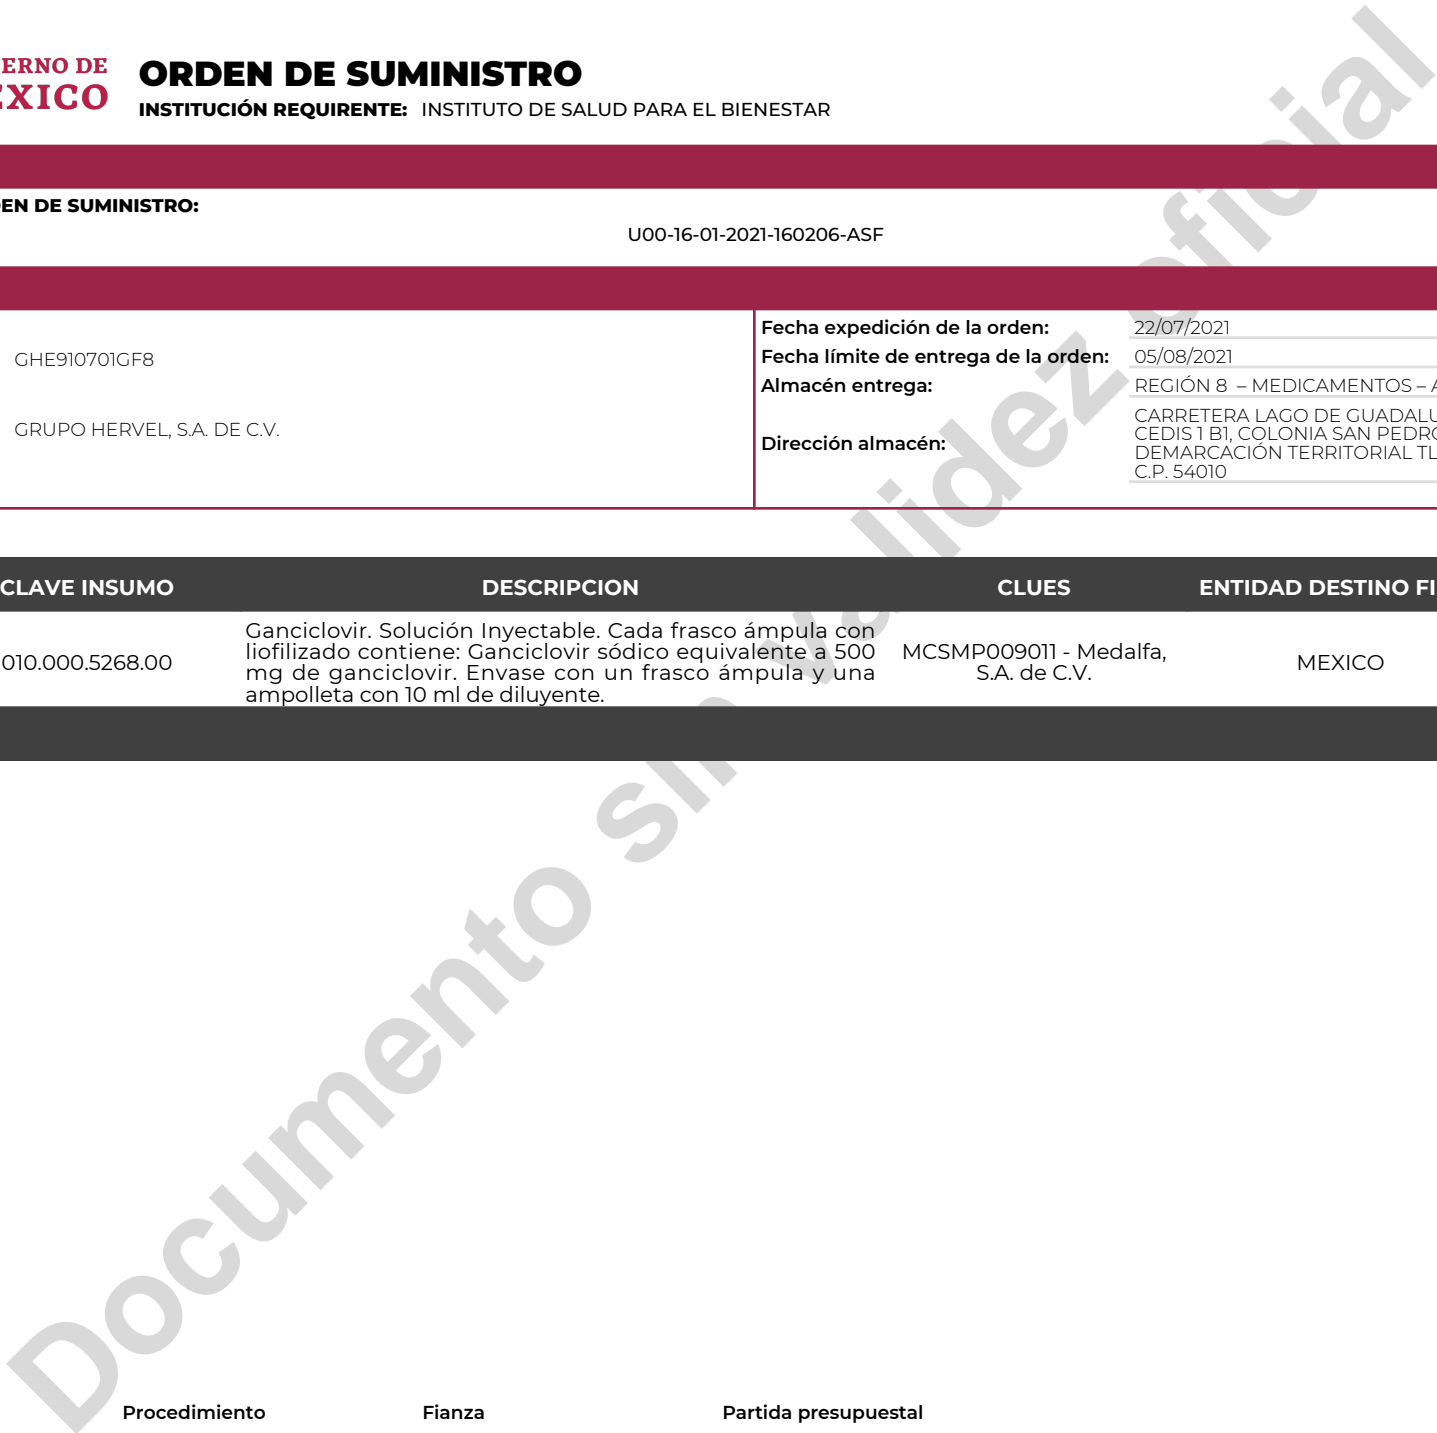 ERNO DE
EXICO
ORDEN DE SUMINISTRO
INSTITUCIÓN REQUIRENTE: INSTITUTO DE SALUD PARA EL BIENESTAR
EN DE SUMINISTRO:
U00-16-01-2021-160206-ASF
GHE910701GF8
GRUPO HERVEL, S.A. DE C.V.
Fecha expedición de la orden: 22/07/2021
Fecha límite de entrega de la orden: 05/08/2021
Almacén entrega: REGIÓN 8 – MEDICAMENTOS – A
Dirección almacén:
CARRETERA LAGO DE GUADALU
CEDIS 1 B1, COLONIA SAN PEDRO
DEMARCACIÓN TERRITORIAL TL
C.P. 54010
CLAVE INSUMO DESCRIPCION CLUES ENTIDAD DESTINO FI
010.000.5268.00
Ganciclovir. Solución Inyectable. Cada frasco ámpula con
liofilizado contiene: Ganciclovir sódico equivalente a 500
mg de ganciclovir. Envase con un frasco ámpula y una
ampolleta con 10 ml de diluyente.
MCSMP009011 - Medalfa,
S.A. de C.V.
MEXICO
Documento sin validez oficial
Procedimiento Fianza Partida presupuestal